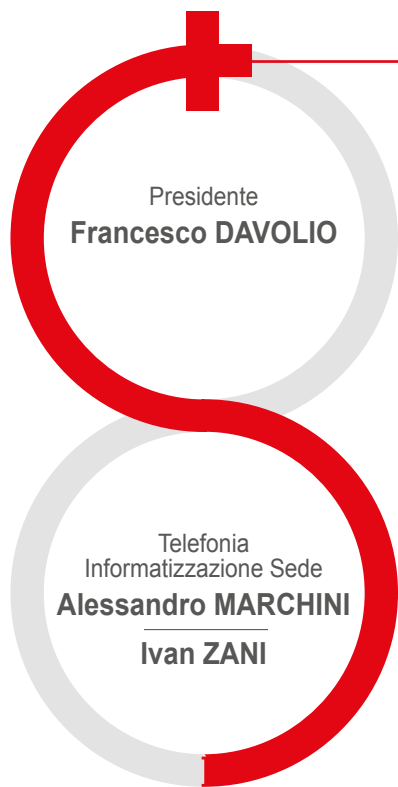 Presidente
Francesco DAVOLIO
Telefonia
Informatizzazione Sede
Alessandro MARCHINI
Ivan ZANI